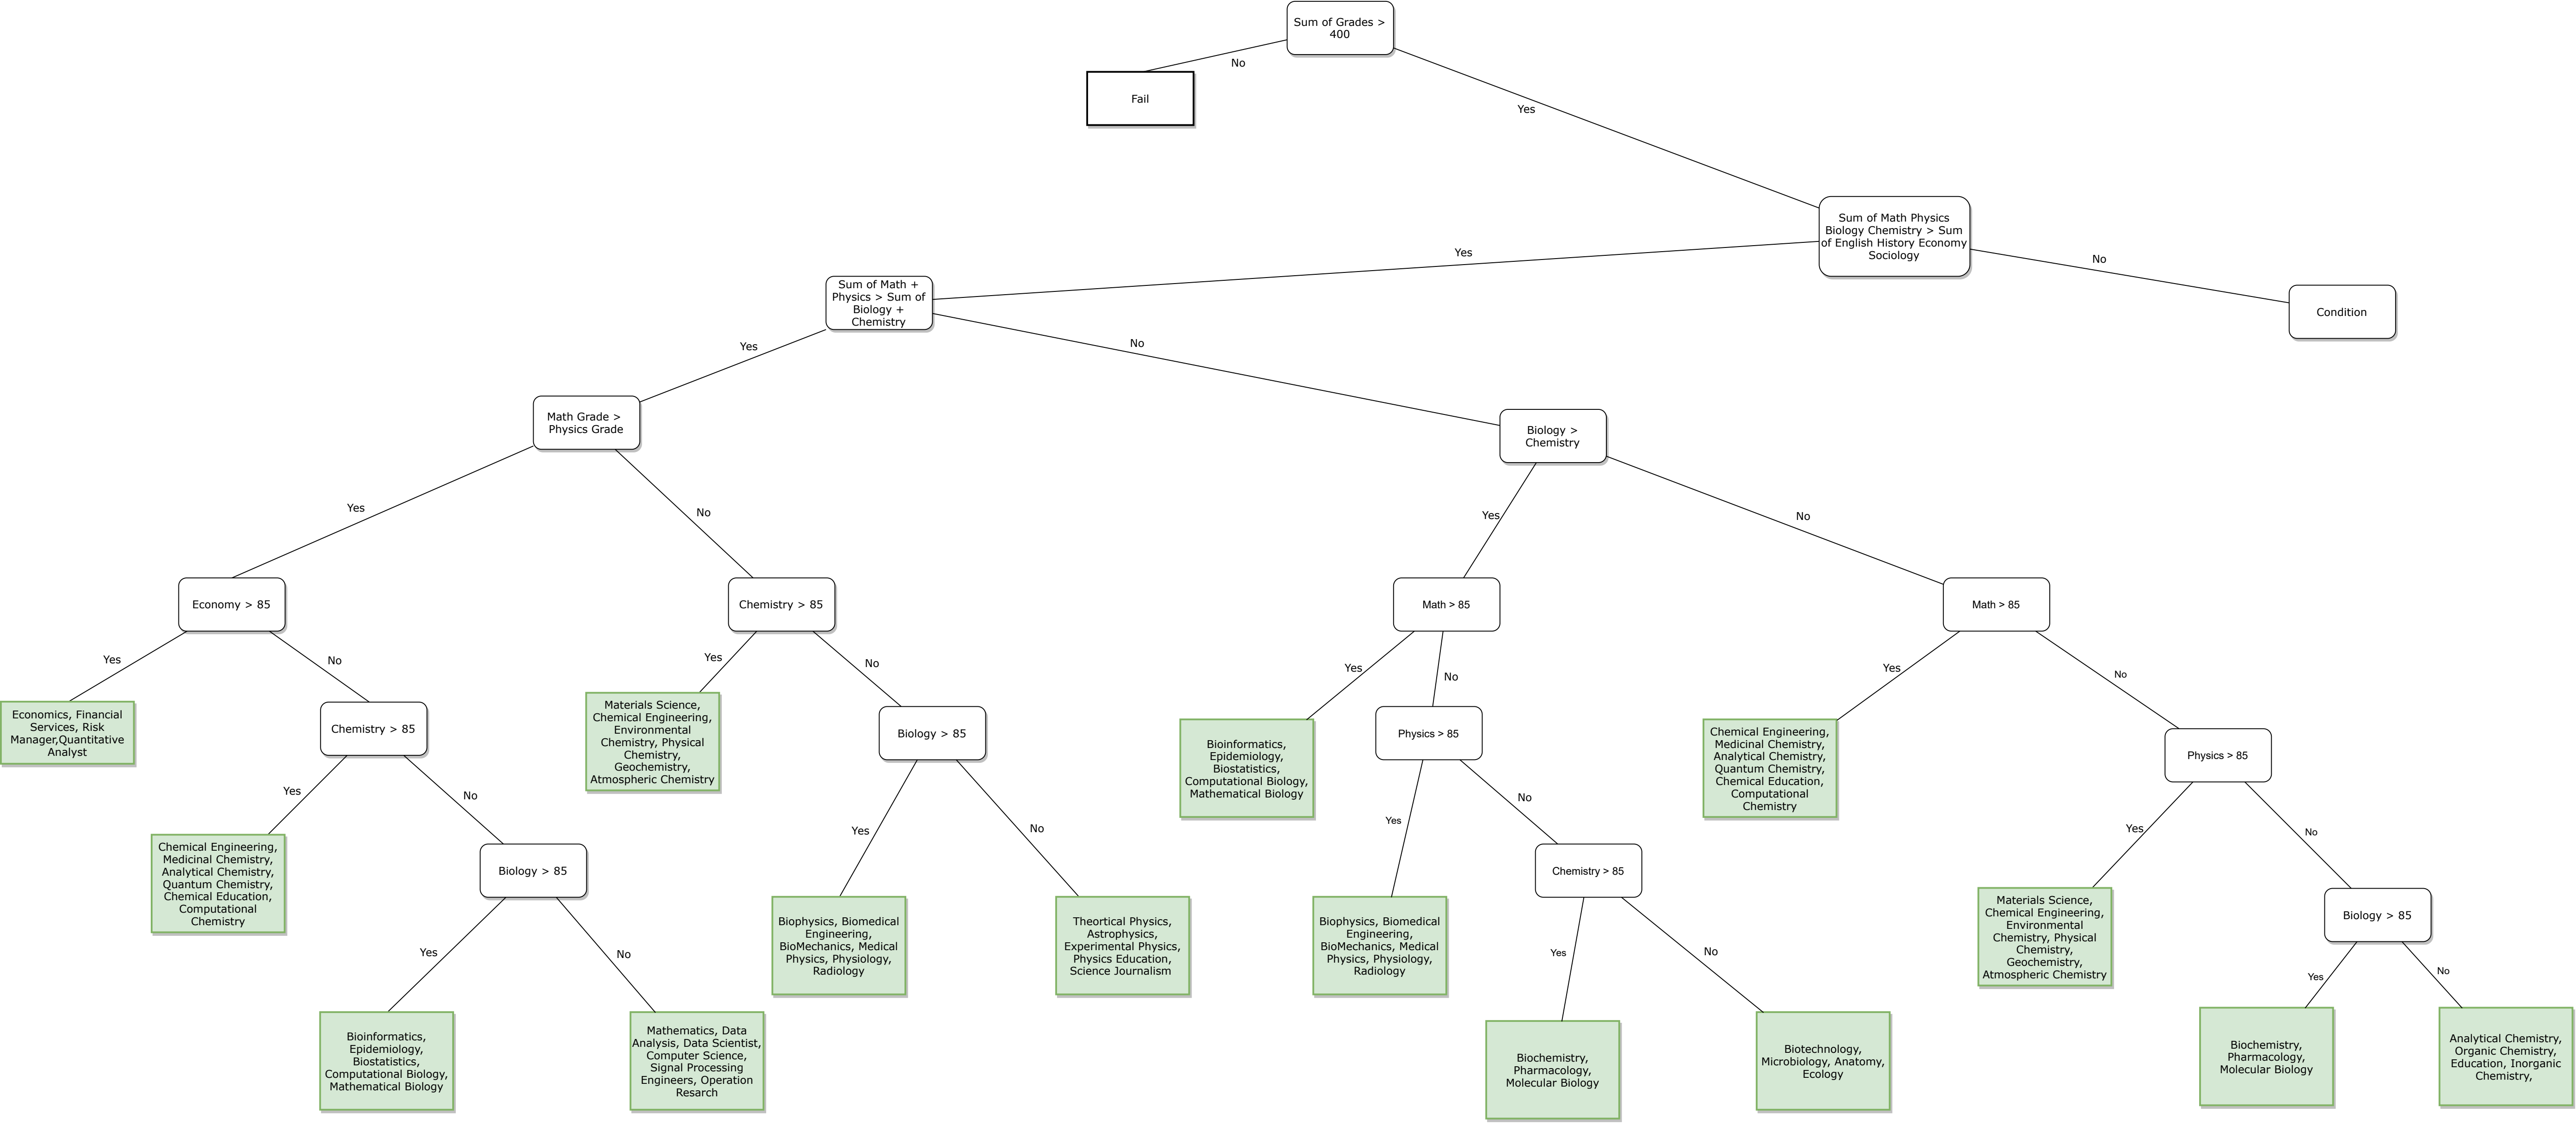 Sum of Grades >
400
No
Fail
Yes
Sum of Math Physics
Biology Chemistry > Sum
of English History Economy
Sociology
Yes
No
Sum of Math +
Physics > Sum of
Biology +
Chemistry
Condition
Yes
No
Math Grade >
Physics Grade
Biology >
Chemistry
Yes
No
Yes
No
Economy > 85
Chemistry > 85
Math > 85
Math > 85
Yes
No
Yes
No
Yes
No
Yes
No
Economics, Financial
Services, Risk
Manager,Quantitative
Analyst
Chemistry > 85
Materials Science,
Chemical Engineering,
Environmental
Chemistry, Physical
Chemistry,
Geochemistry,
Atmospheric Chemistry
Biology > 85
Bioinformatics,
Epidemiology,
Biostatistics,
Computational Biology,
Mathematical Biology
Physics > 85
Chemical Engineering,
Medicinal Chemistry,
Analytical Chemistry,
Quantum Chemistry,
Chemical Education,
Computational
Chemistry
Physics > 85
Yes
No
Yes
No
Yes
No
Yes
No
Chemical Engineering,
Medicinal Chemistry,
Analytical Chemistry,
Quantum Chemistry,
Chemical Education,
Computational
Chemistry
Biology > 85
Biophysics, Biomedical
Engineering,
BioMechanics, Medical
Physics, Physiology,
Radiology
Theortical Physics,
Astrophysics,
Experimental Physics,
Physics Education,
Science Journalism
Biophysics, Biomedical
Engineering,
BioMechanics, Medical
Physics, Physiology,
Radiology
Chemistry > 85
Materials Science,
Chemical Engineering,
Environmental
Chemistry, Physical
Chemistry,
Geochemistry,
Atmospheric Chemistry
Biology > 85
Yes
No
Yes
No
Yes
No
Bioinformatics,
Epidemiology,
Biostatistics,
Computational Biology,
Mathematical Biology
Mathematics, Data
Analysis, Data Scientist,
Computer Science,
Signal Processing
Engineers, Operation
Resarch
Biochemistry,
Pharmacology,
Molecular Biology
Biotechnology,
Microbiology, Anatomy,
Ecology
Biochemistry,
Pharmacology,
Molecular Biology
Analytical Chemistry,
Organic Chemistry,
Education, Inorganic
Chemistry,